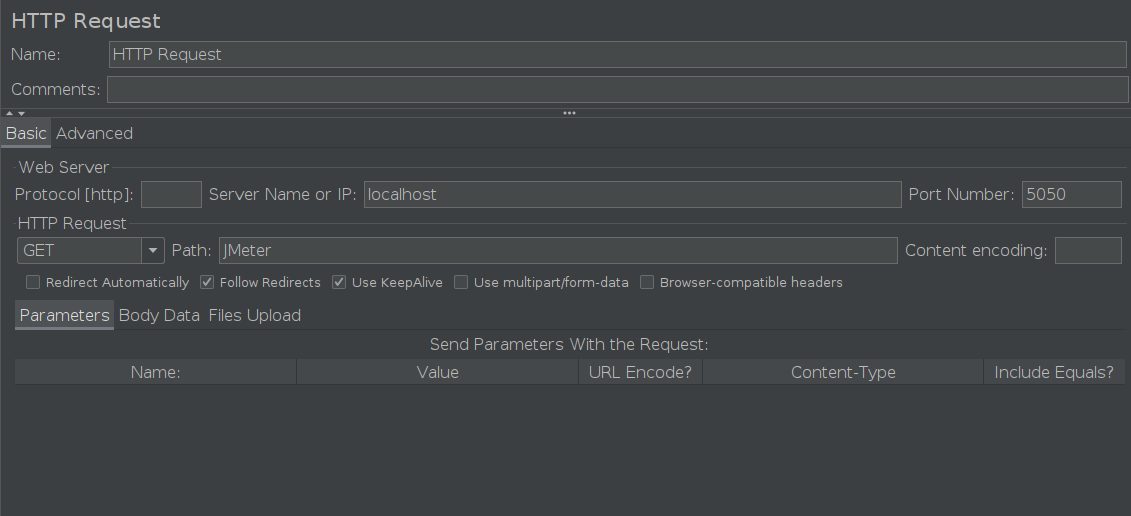 HTTP Request
Name: HTTP Request
Comments:
Basic Advanced
Web Server
Protocol [http]: Server Name or IP: localhost Port Number: 5050
HTTP Request
GET Path: JMeter Content encoding:
Redirect Automatically Follow Redirects Use KeepAlive Use multipart/form-data Browser-compatible headers
Parameters Body Data Files Upload
Send Parameters With the Request:
Name: Value URL Encode? Content-Type Include Equals?